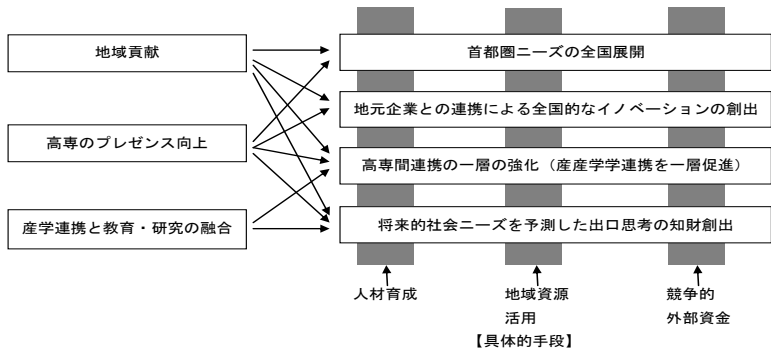 地域貢献
首都圏ニーズの全国展開
地元企業との連携による全国的なイノベーションの創出
高専のプレゼンス向上
高専間連携の一層の強化（産産学学連携を一層促進）
産学連携と教育・研究の融合
将来的社会ニーズを予測した出口思考の知財創出
人材育成
地域資源
活用
競争的
外部資金
【具体的手段】